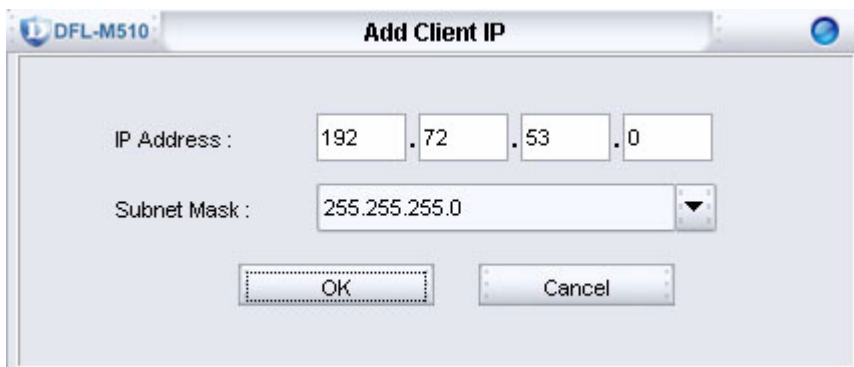 DFL-M510 Add Client IP
IP Address : 192 . 72 . 53 . 0
Subnet Mask : 255.255.255.0
OK Cancel